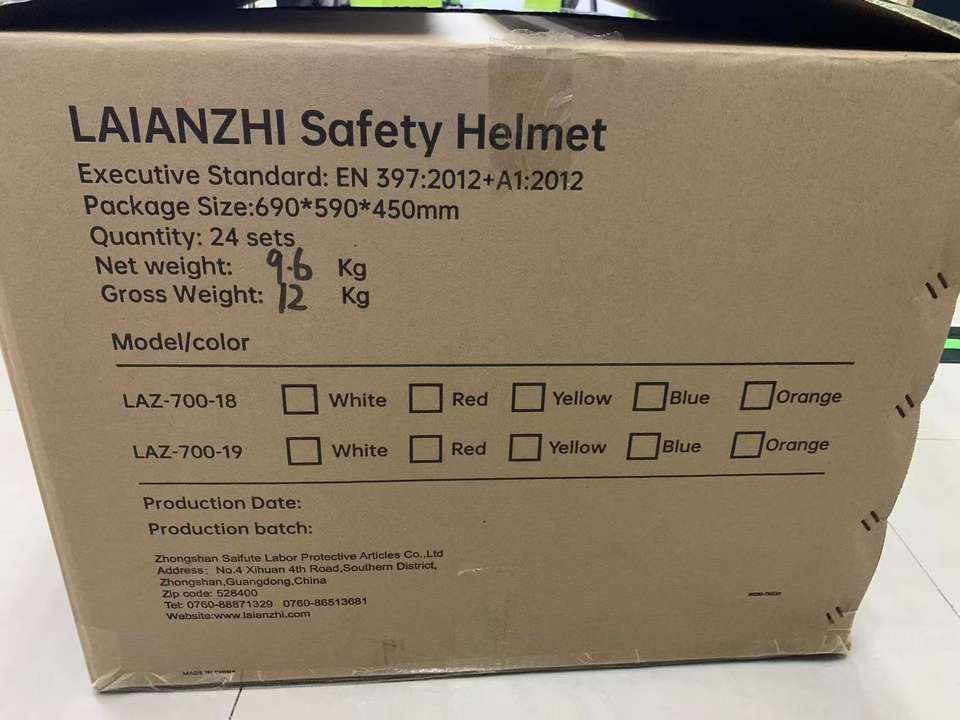 LAIANZHI Safety Helmet
Executive Standard: EN 397:2012+A1:2012
Package Size:690*590*450mm
Quantity: 24 sets
Net weight: 9.6 Kg
Gross Weight: 12 Kg
Model/color
LAZ-700-18 White Red Yellow Blue Orange
LAZ-700-19 White Red Yellow Blue Orange
Production Date:
Production batch:
Zhongshan Saifute Labor Protective Articles Co.,Ltd
Address: No.4 Xihuan 4th Road,Southern District,
Zhongshan,Guangdong,China
Zip code: 528400
Tel: 0760-88871329 0760-86513681
Website:www.laianzhi.com
MADE IN CHINA